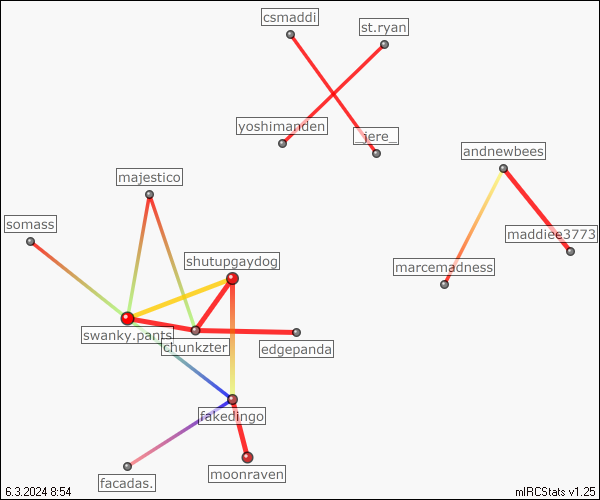 csmaddi
st.ryan
yoshimanden
_jere_
andnewbees
majestico
somass
maddiee3773
shutupgaydog
marcemadness
swanky.pants
chunkzter
edgepanda
fakedingo
moonraven
facadas.
6.3.2024 8:54
mIRCStats v1.25